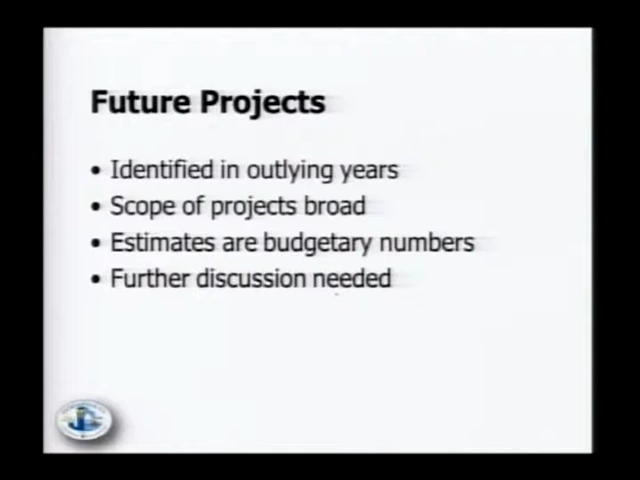 Future Projects
• Identified in outlying years
• Scope of projects broad
• Estimates are budgetary numbers
• Further discussion needed